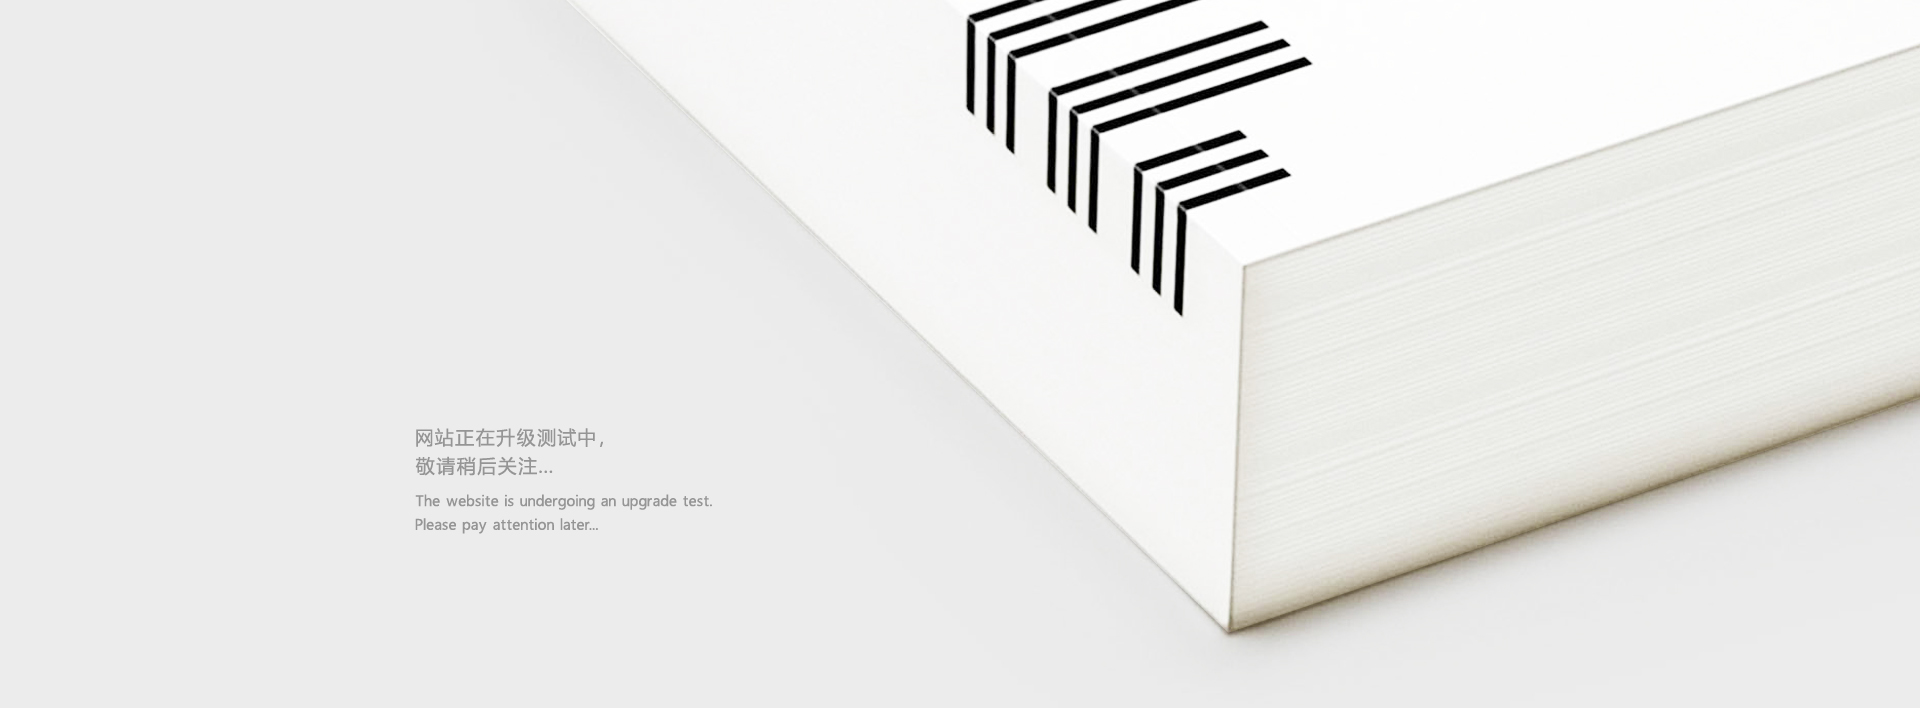 网站正在升级测试中，
敬请稍后关注...
The website is undergoing an upgrade test.
Please pay attention later...